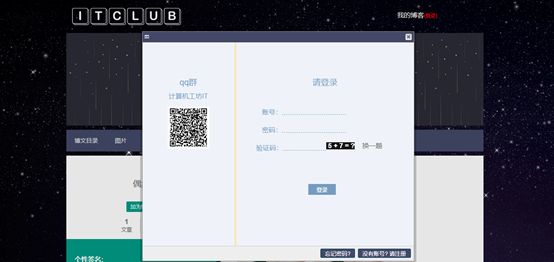 ITCLUB
我的博客(登录)
博文目录
图片
qq群
计算机工坊IT
请登录
账号:
密码:
验证码:
5 + 7 = ?
换一题
登录
加为
1
文章
个性签名:
忘记密码?
没有账号? 请注册